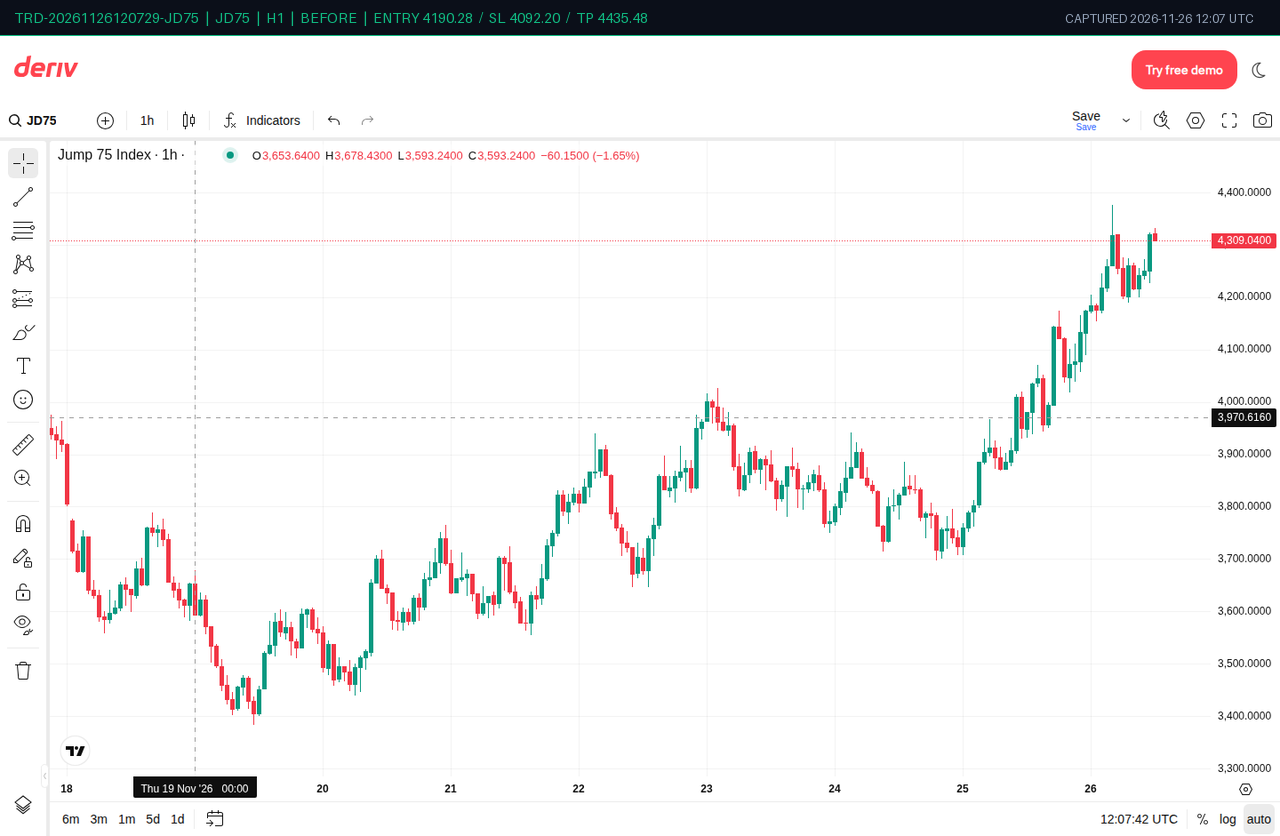 TRD-20261126120729-JD75 | JD75 | H1 | BEFORE | ENTRY 4190.28 / SL 4092.20 / TP 4435.48
CAPTURED 2026-11-26 12:07 UTC
deriv
Try free demo
JD75
1h
Indicators
Save
Save
Jump 75 Index · 1h ·
O3,653.6400 H3,678.4300 L3,593.2400 C3,593.2400 −60.1500 (−1.65%)
4,400.0000
4,309.0400
4,200.0000
4,100.0000
4,000.0000
3,970.6160
3,900.0000
3,800.0000
3,700.0000
3,600.0000
3,500.0000
3,400.0000
3,300.0000
18
Thu 19 Nov '26 00:00
20
21
22
23
24
25
26
6m 3m 1m 5d 1d
12:07:42 UTC % log auto